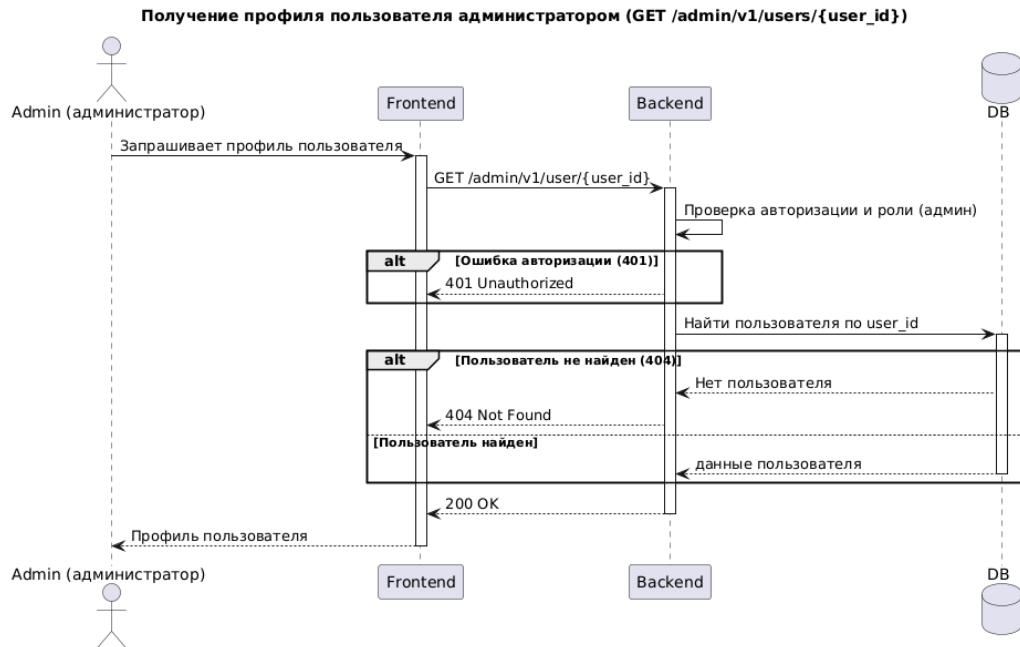 Получение профиля пользователя администратором (GET /admin/v1/users/{user_id})
Admin (администратор)
Frontend
Backend
DB
Запрашивает профиль пользователя
GET /admin/v1/user/{user_id}
Проверка авторизации и роли (админ)
alt
[Ошибка авторизации (401)]
401 Unauthorized
Найти пользователя по user_id
alt
[Пользователь не найден (404)]
Нет пользователя
404 Not Found
[Пользователь найден]
данные пользователя
200 OK
Профиль пользователя
Admin (администратор)
Frontend
Backend
DB